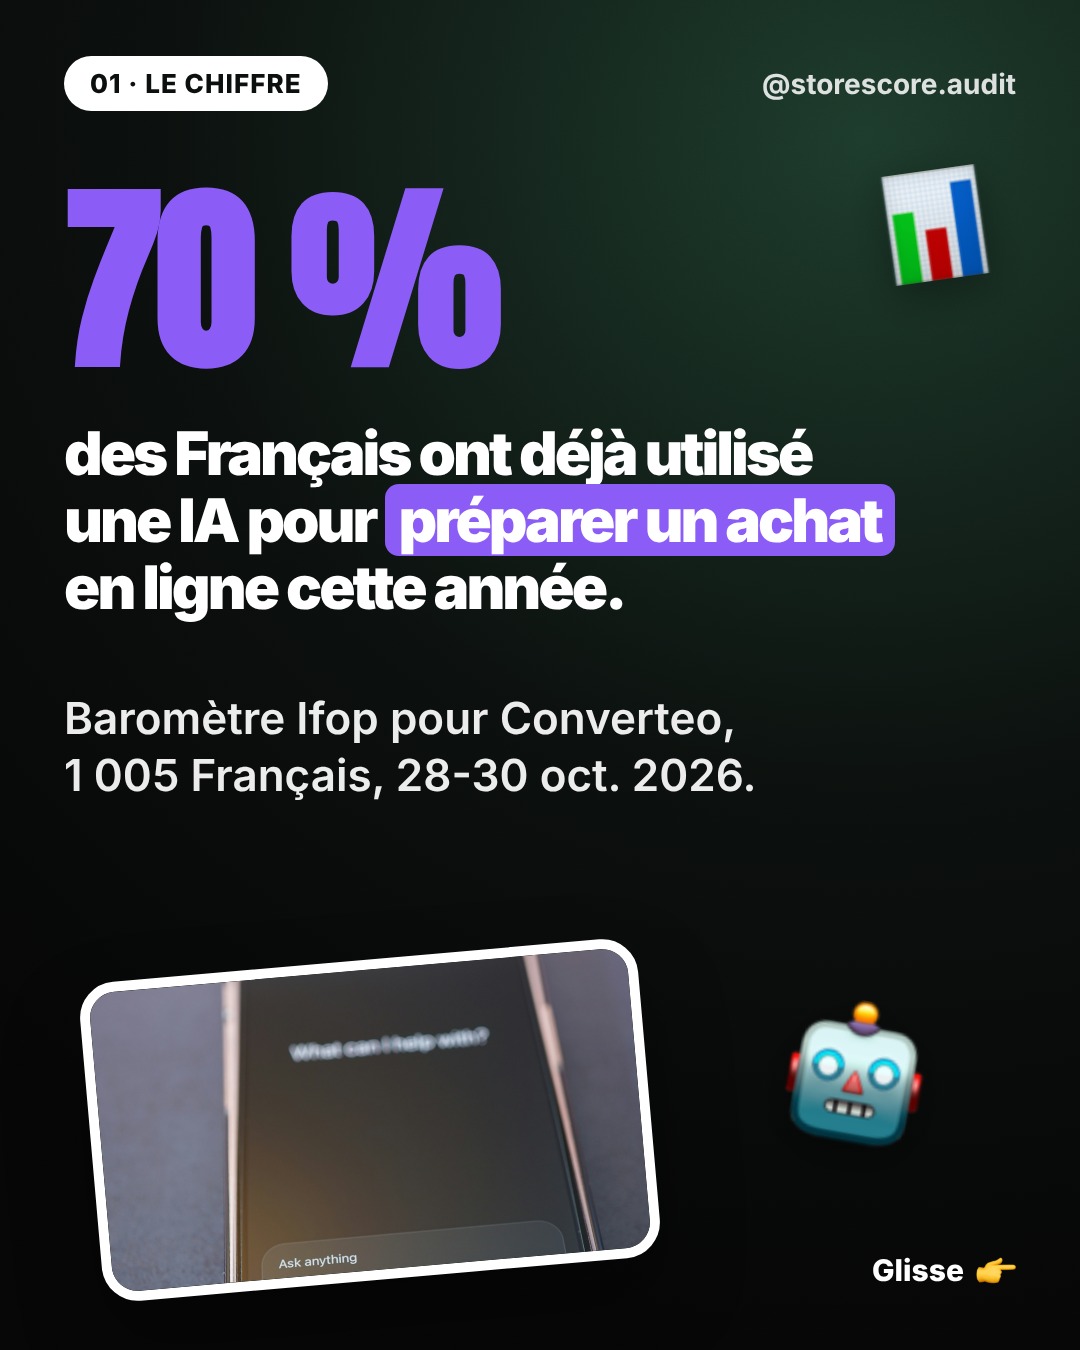 01 · LE CHIFFRE
@storescore.audit
70 %
des Français ont déjà utilisé
une IA pour préparer un achat
en ligne cette année.
Baromètre Ifop pour Converteo,
1 005 Français, 28-30 oct. 2026.
What can I help with?
Ask anything
Glisse 👉